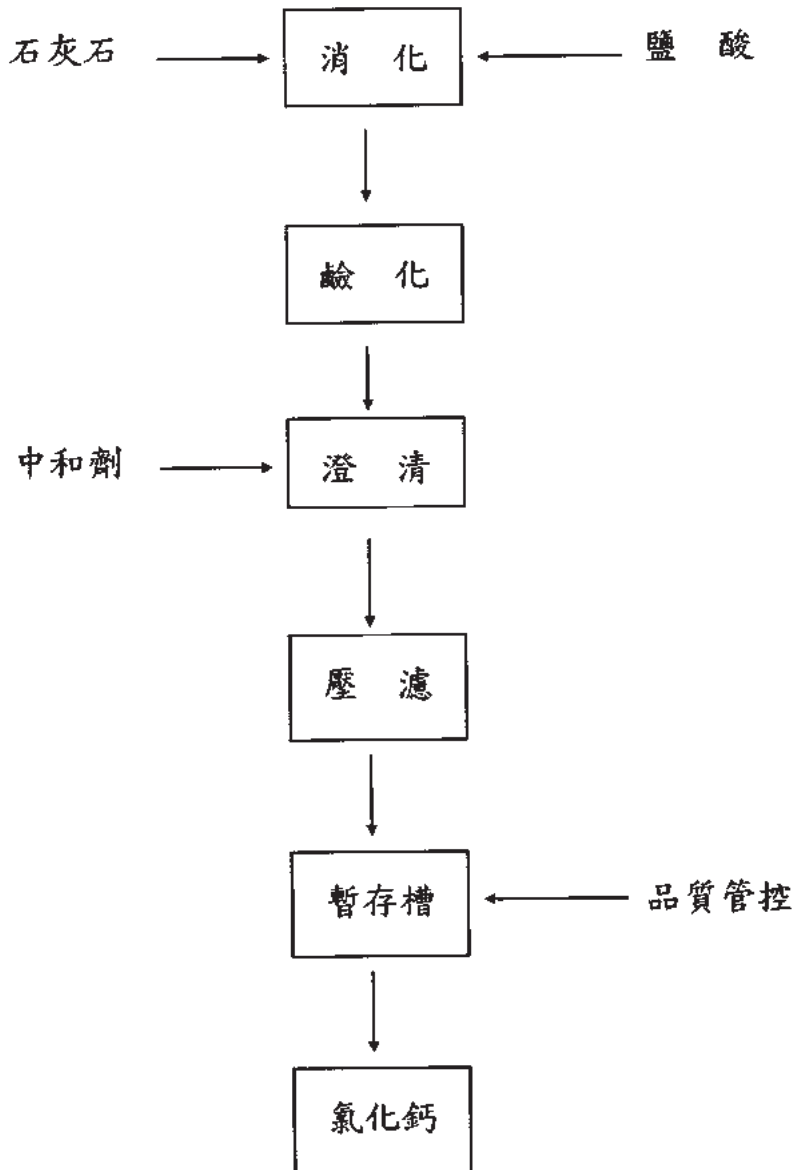 石灰石 消化 鹽酸
鹼化
中和劑 澄清
壓濾
暫存槽 品質管控
氯化鈣